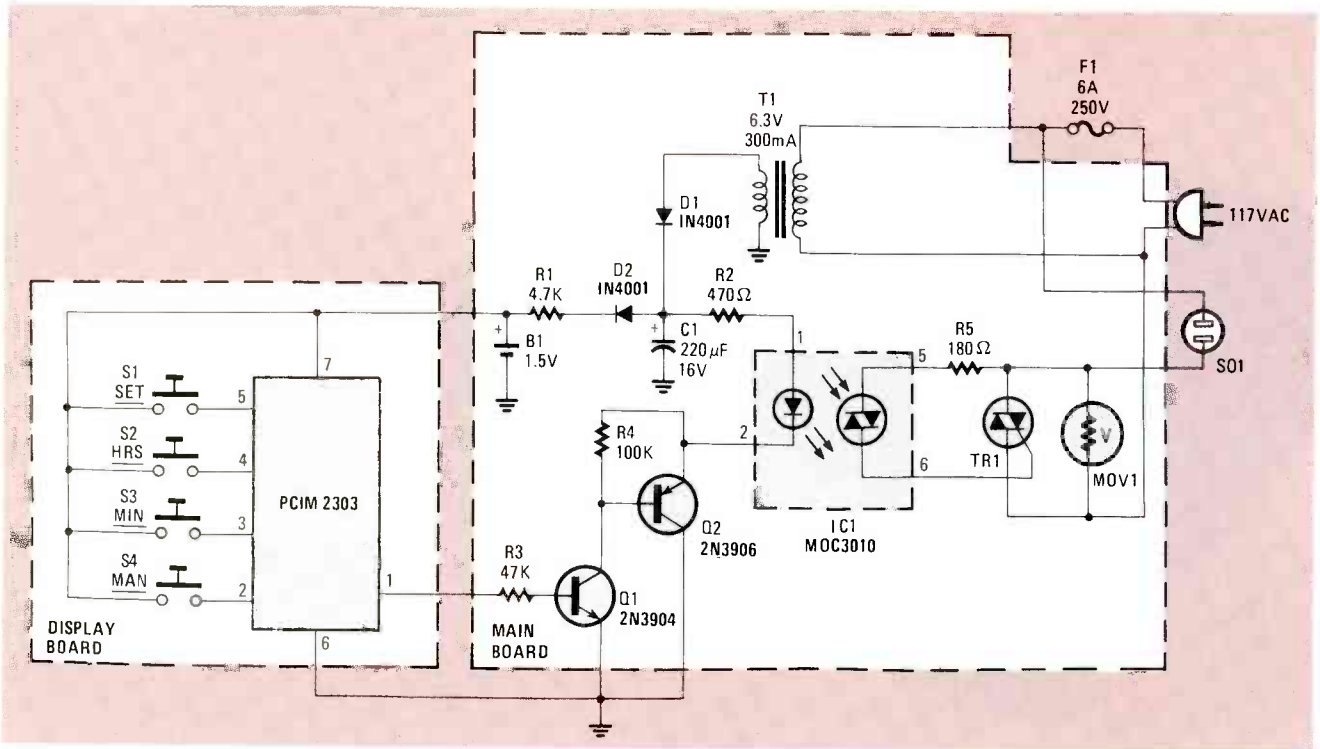 F1
6A
250V
T1
6.3V
300mA
117VAC
D1
IN4001
R1
4.7K
D2
IN4001
R2
470Ω
+
B1
1.5V
+
C1
220µF
16V
R5
180Ω
SO1
1
5
2
6
TR1
V
MOV1
IC1
MOC3010
R4
100K
Q2
2N3906
R3
47K
Q1
2N3904
MAIN
BOARD
S1
SET
5
S2
HRS
4
S3
MIN
3
S4
MAN
2
7
PCIM 2303
1
6
DISPLAY
BOARD